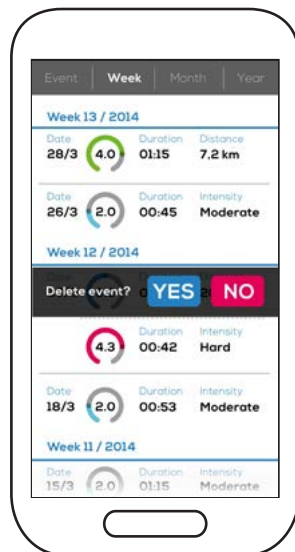 Event Week Month Year
Week 13 / 2014
Date Duration Distance
28/3 4.0 01:15 7,2 km
Date Duration Intensity
26/3 2.0 00:45 Moderate
Week 12 / 2014
Delete event? YES NO
Duration Intensity
4.3 00:42 Hard
Date Duration Intensity
18/3 2.0 00:53 Moderate
Week 11 / 2014
Date Duration Intensity
15/3 2.0 01:15 Moderate